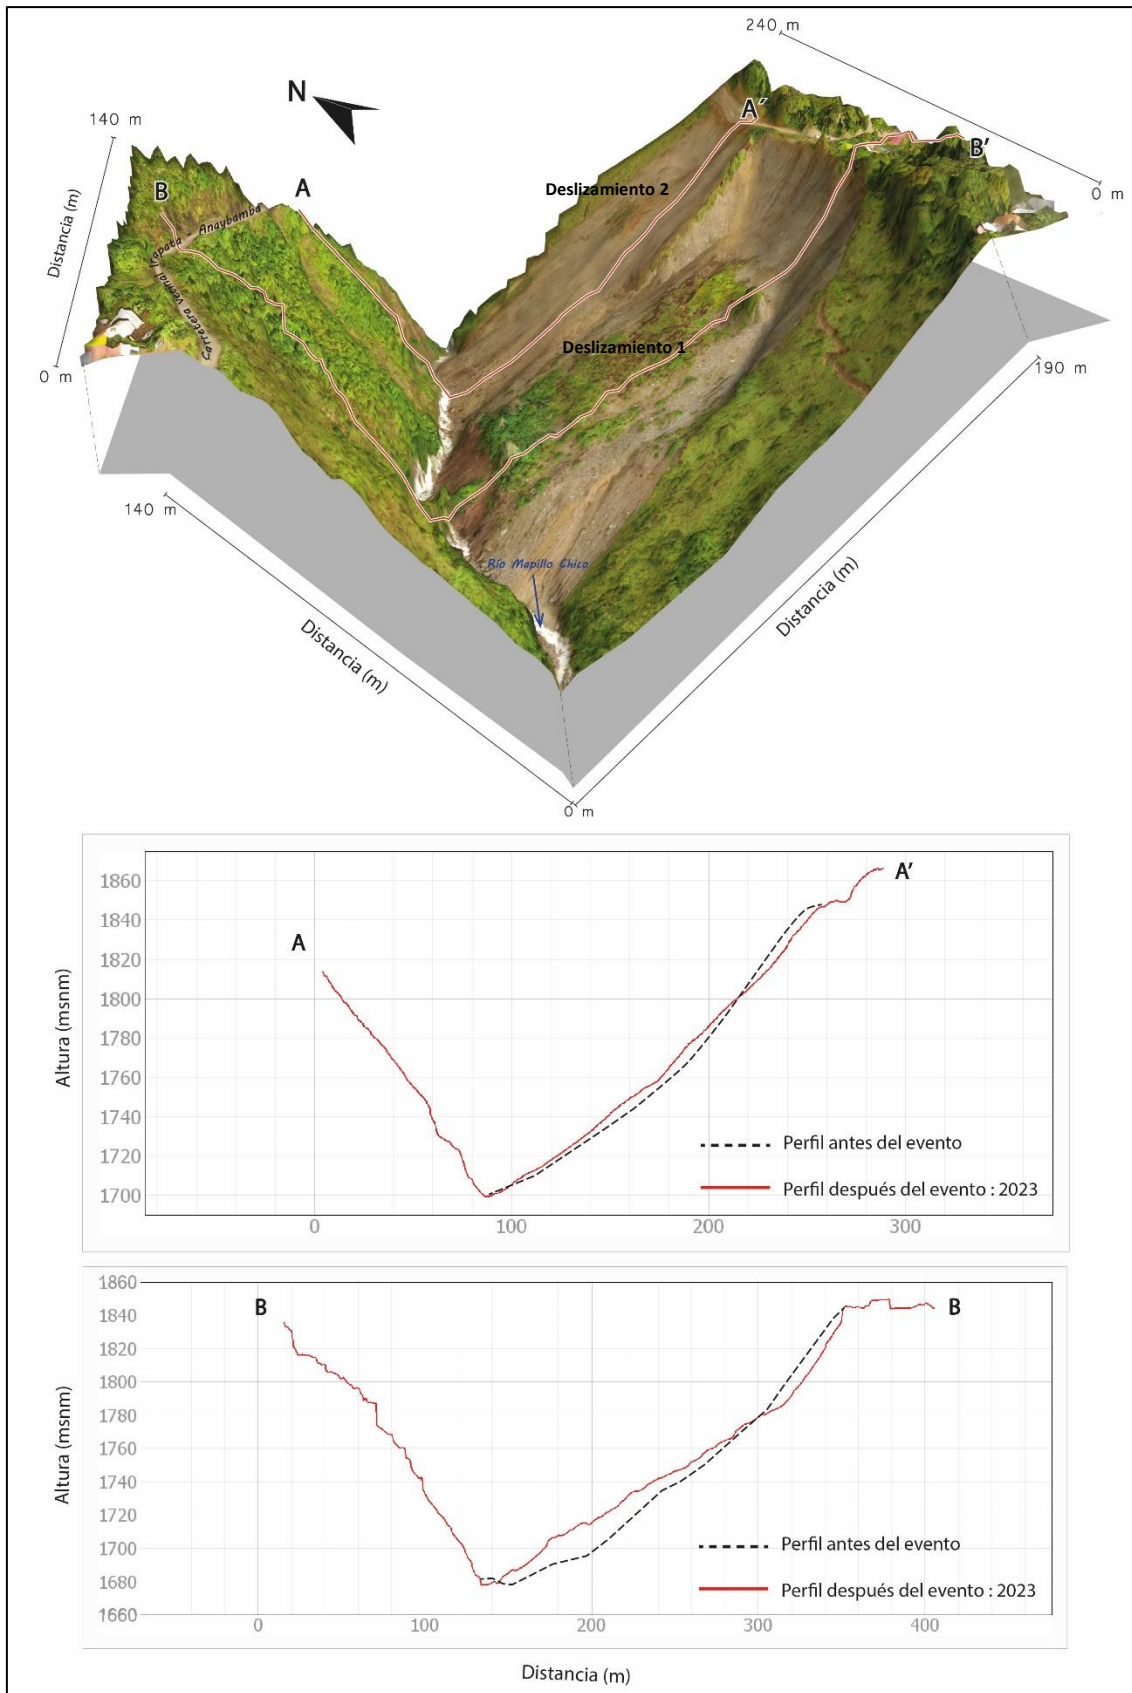 240 m
N
140 m
A´
B
A
B'
Deslizamiento 2
0 m
Distancia (m)
Carretera Vecinal Irapata - Anaybamba
Deslizamiento 1
0 m
190 m
140 m
Río Mapillo Chico
Distancia (m)
Distancia (m)
0 m
1860
1840
1820
1800
1780
1760
1740
1720
1700
Altura (msnm)
A
A'
Perfil antes del evento
Perfil después del evento : 2023
0 100 200 300
1860
1840
1820
1800
1780
1760
1740
1720
1700
1680
1660
Altura (msnm)
B
B
Perfil antes del evento
Perfil después del evento : 2023
0 100 200 300 400
Distancia (m)